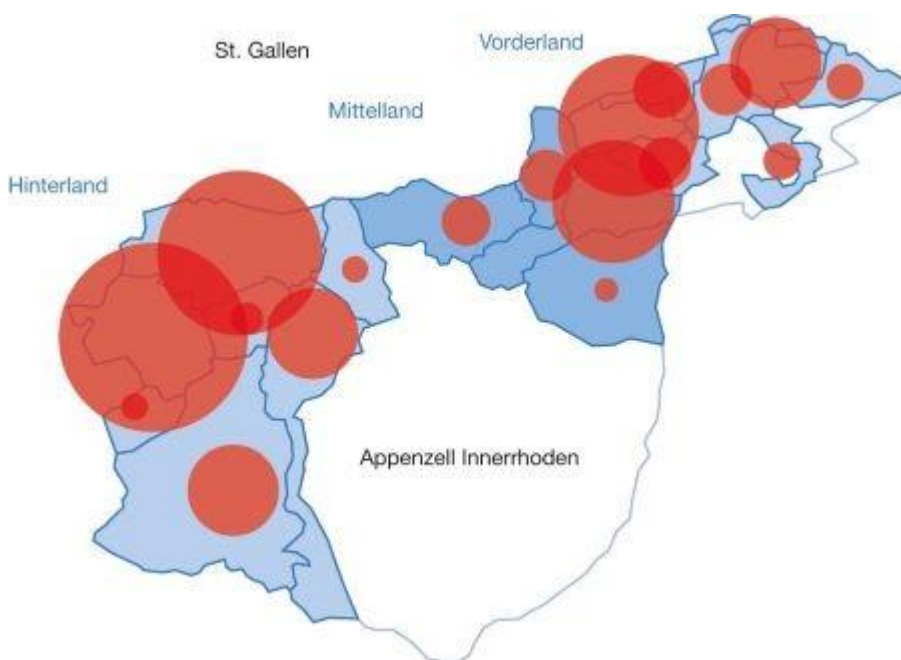 St. Gallen
Vorderland
Mittelland
Hinterland
Appenzell Innerrhoden